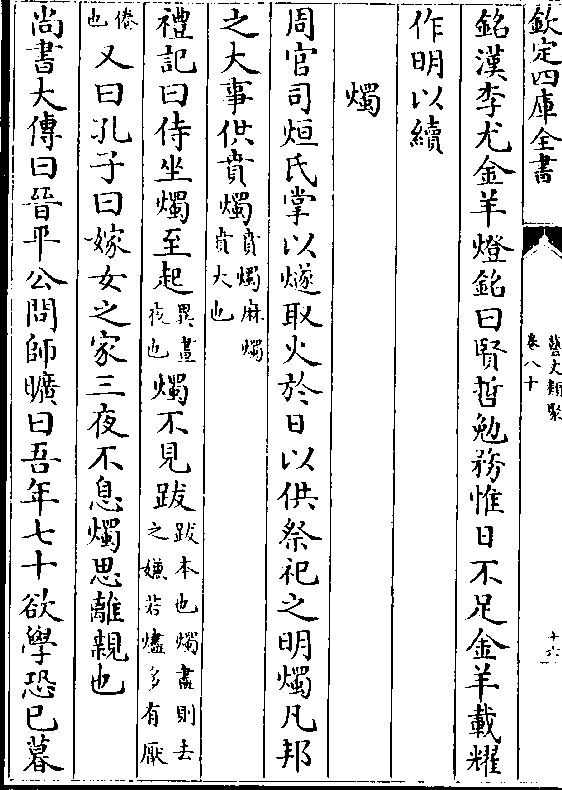 欽定四庫全書
藝文類聚
卷八十
十六
銘漢李尤金羊燈銘曰賢哲勉務惟日不足金羊載耀
作明以續
燭
周官司烜氏掌以燧取火於日以供祭祀之明燭凡邦
之大事供賁燭賁燭麻燭賁大也
禮記曰侍坐燭至起異晝夜也燭不見跋跋本也燭盡則去之嫌若燼多有厭
倦也又曰孔子曰嫁女之家三夜不息燭思離親也
尚書大傳曰晉平公問師曠曰吾年七十欲學恐已暮